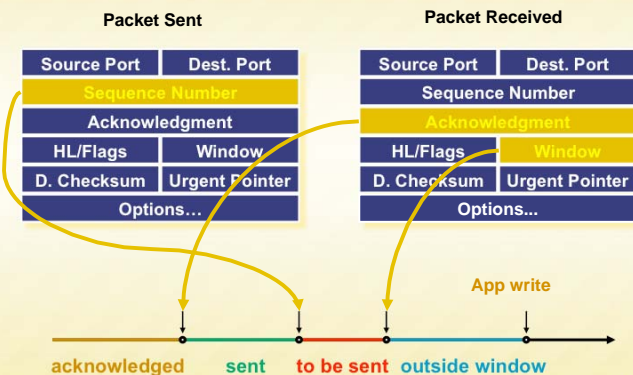 Packet Sent
Packet Received
Source Port Dest. Port
Sequence Number
Acknowledgment
HL/Flags Window
D. Checksum Urgent Pointer
Options…
Source Port Dest. Port
Sequence Number
Acknowledgment
HL/Flags Window
D. Checksum Urgent Pointer
Options...
App write
acknowledged sent to be sent outside window